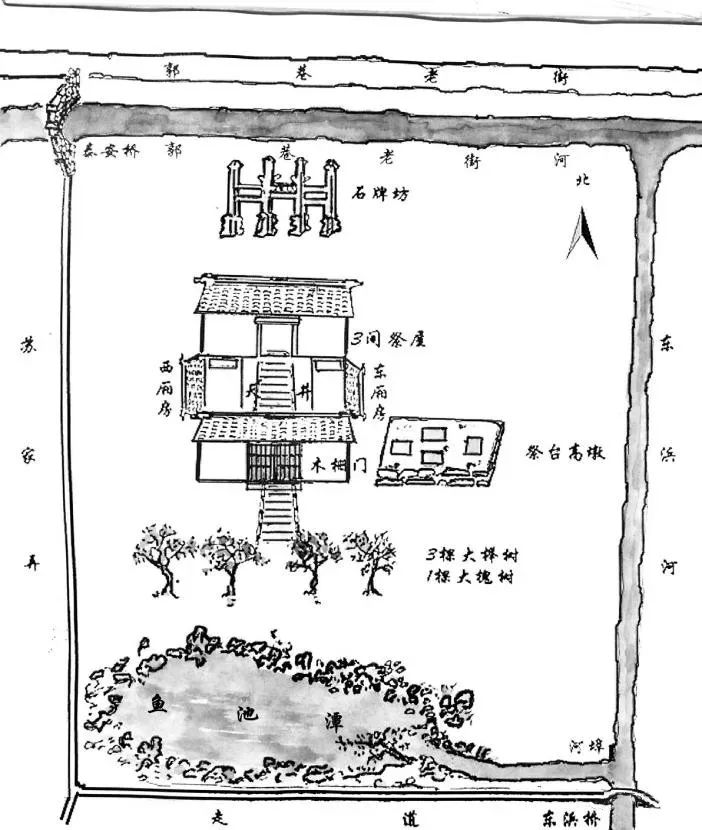 郭巷老街
泰安桥
郭巷老街河
北
石牌坊
3间祭屋
西厢房
天井
东厢房
木栅门
祭台高墩
3棵大榉树
1棵大槐树
苏家弄
东浜河
鱼池潭
河埠
走道
东浜桥